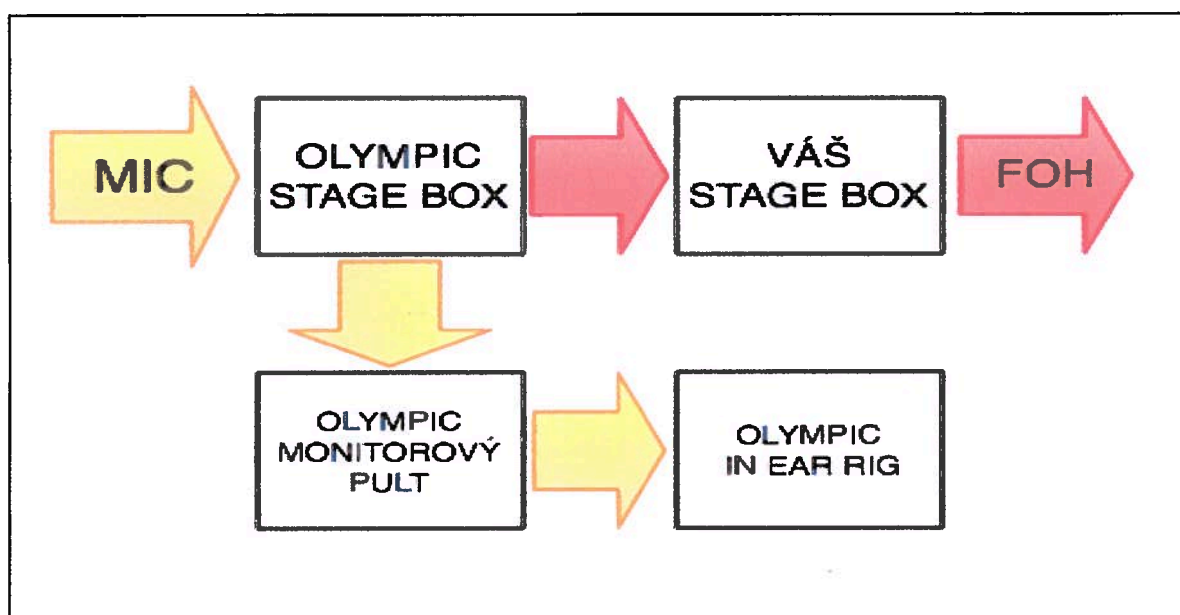 MIC
OLYMPIC
STAGE BOX
VÁŠ
STAGE BOX
FOH
OLYMPIC
MONITOROVÝ
PULT
OLYMPIC
IN EAR RIG